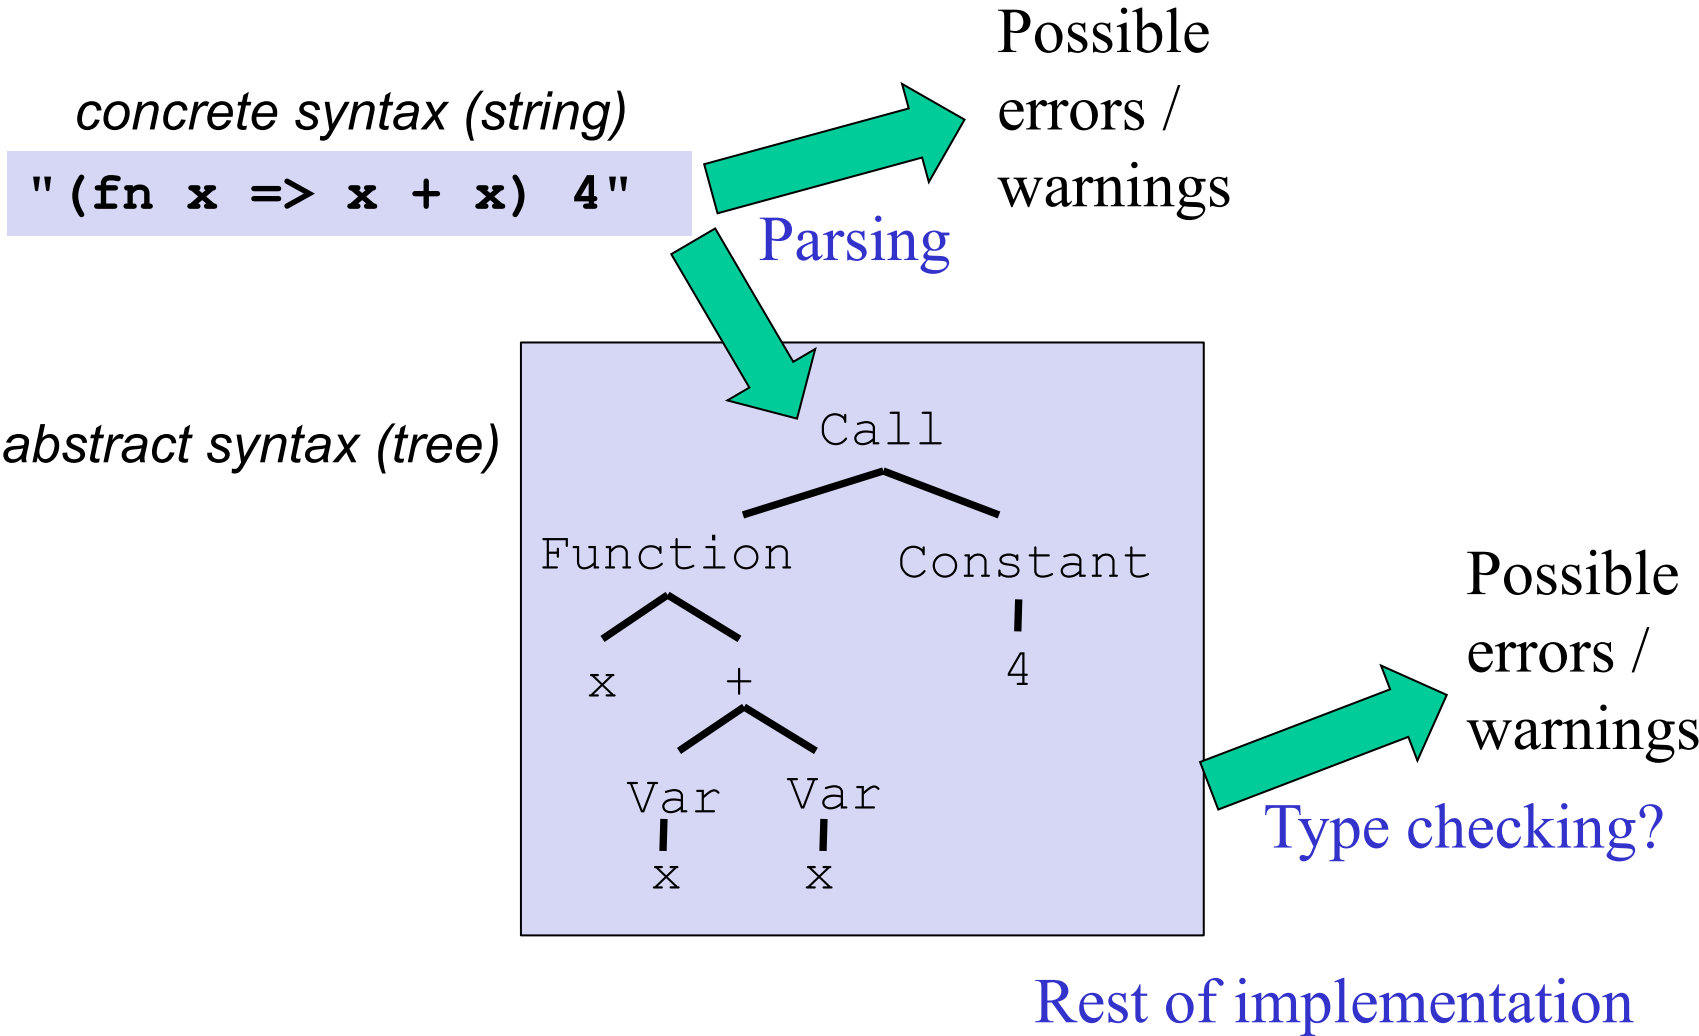 Possible
errors /
warnings
concrete syntax (string)
"(fn x => x + x) 4"
Parsing
abstract syntax (tree)
Call
Function Constant
x + 4
Var Var
x x
Possible
errors /
warnings
Type checking?
Rest of implementation